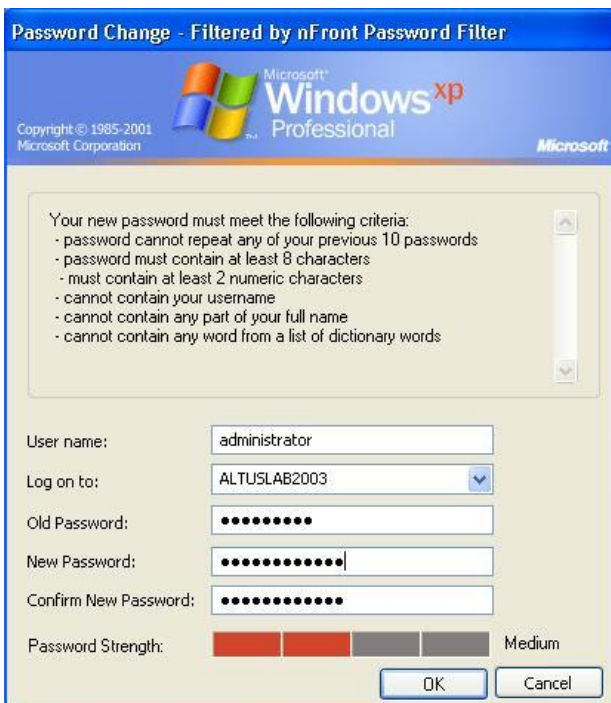 Password Change - Filtered by nFront Password Filter
Microsoft®
Windows xp
Professional
Copyright © 1985-2001
Microsoft Corporation
Microsoft
Your new password must meet the following criteria:
- password cannot repeat any of your previous 10 passwords
- password must contain at least 8 characters
- must contain at least 2 numeric characters
- cannot contain your username
- cannot contain any part of your full name
- cannot contain any word from a list of dictionary words
User name: administrator
Log on to: ALTUSLAB2003
Old Password: ●●●●●●●●●
New Password: ●●●●●●●●●●●●
Confirm New Password: ●●●●●●●●●●●●
Password Strength: Medium
OK Cancel